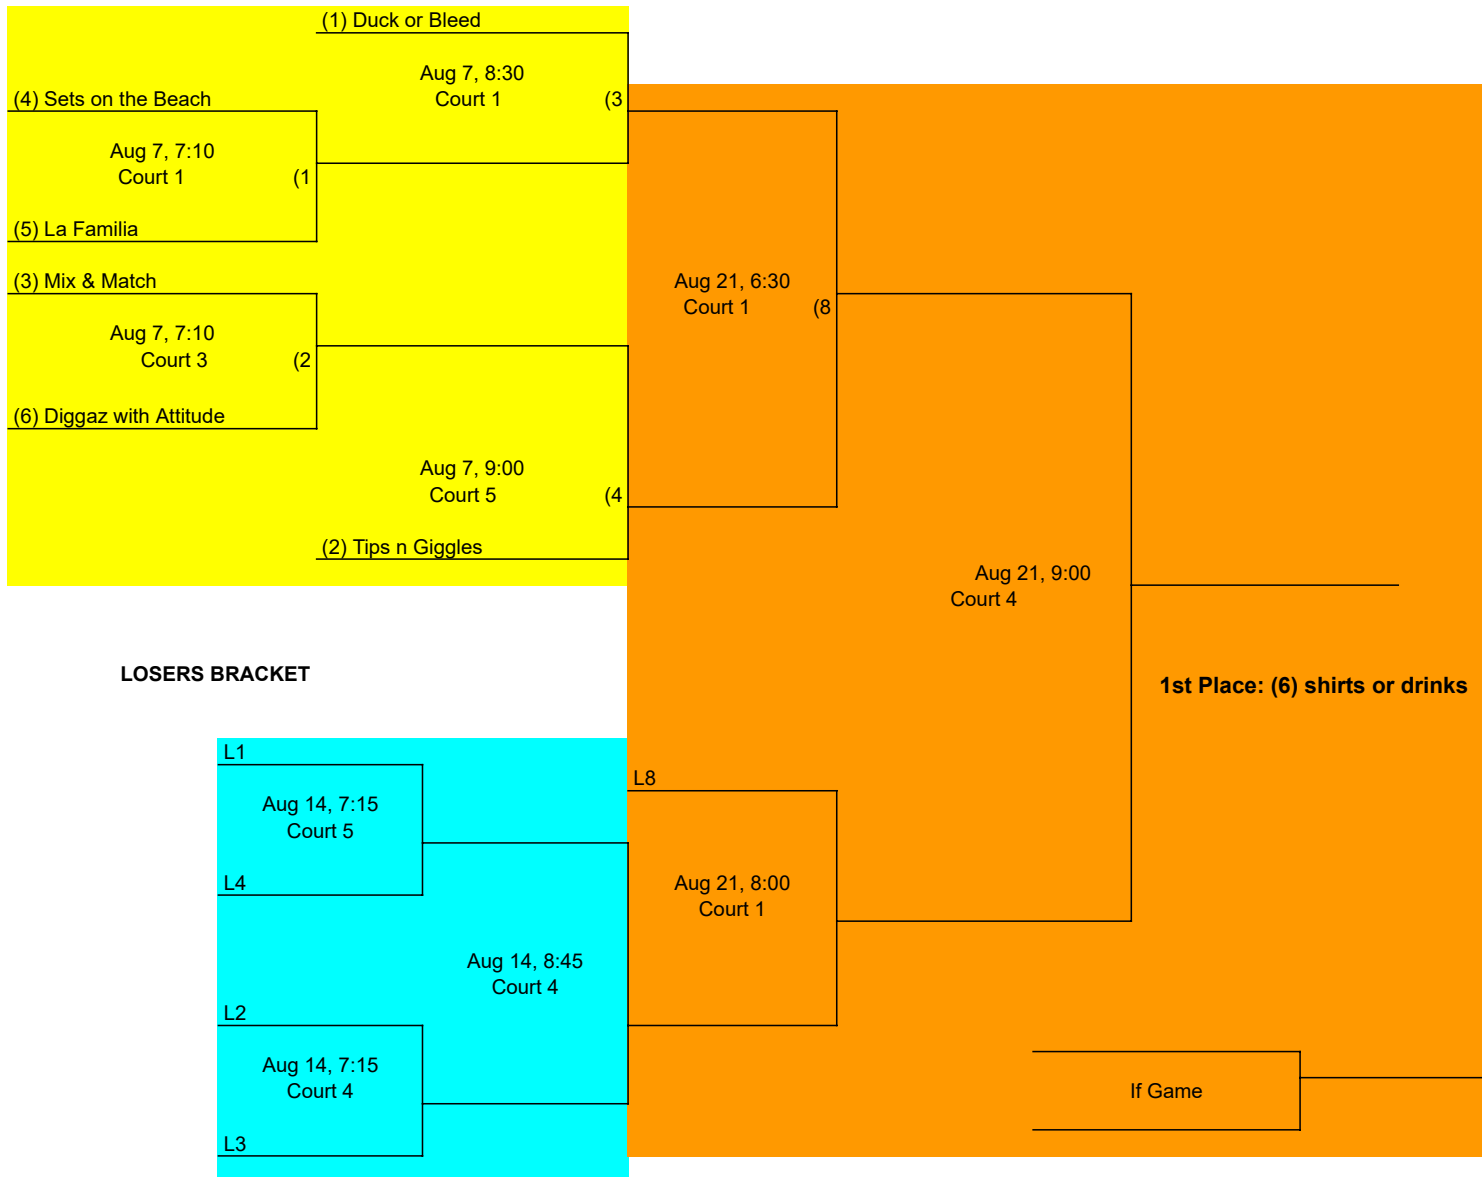 (1) Duck or Bleed
Aug 7, 8:30
Court 1 (3
(4) Sets on the Beach
Aug 7, 7:10
Court 1 (1
(5) La Familia
(3) Mix & Match
Aug 7, 7:10
Court 3 (2
(6) Diggaz with Attitude
Aug 7, 9:00
Court 5 (4
(2) Tips n Giggles
Aug 21, 6:30
Court 1 (8
Aug 21, 9:00
Court 4
1st Place: (6) shirts or drinks
LOSERS BRACKET
L1
Aug 14, 7:15
Court 5
L4
Aug 14, 8:45
Court 4
L2
Aug 14, 7:15
Court 4
L3
L8
Aug 21, 8:00
Court 1
If Game